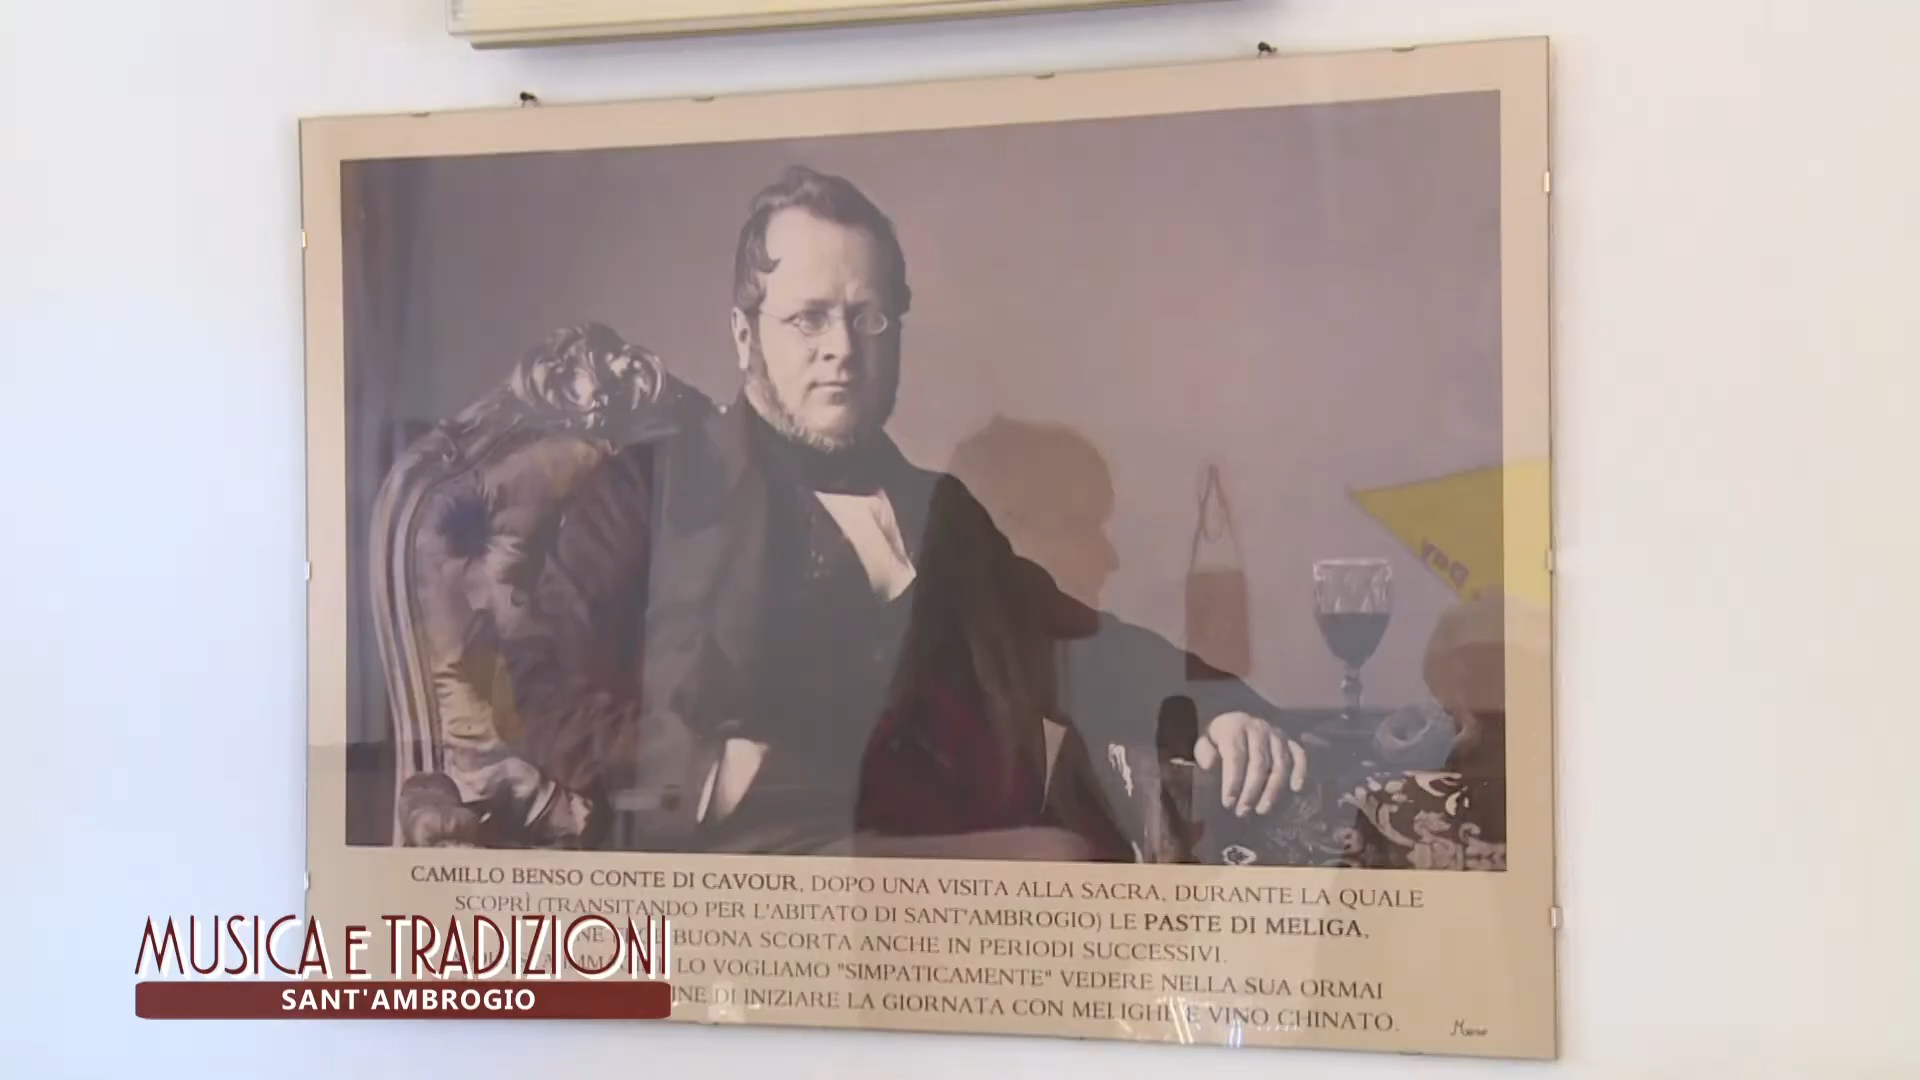 pay
CAMILLO BENSO CONTE DI CAVOUR, DOPO UNA VISITA ALLA SACRA, DURANTE LA QUALE
SCOPRÌ (TRANSITANDO PER L'ABITATO DI SANT'AMBROGIO) LE PASTE DI MELIGA,
BUONA SCORTA ANCHE IN PERIODI SUCCESSIVI.
LO VOGLIAMO "SIMPATICAMENTE" VEDERE NELLA SUA ORMAI
DI INIZIARE LA GIORNATA CON MELIGHE E VINO CHINATO.
MUSICA E TRADIZIONI
SANT'AMBROGIO